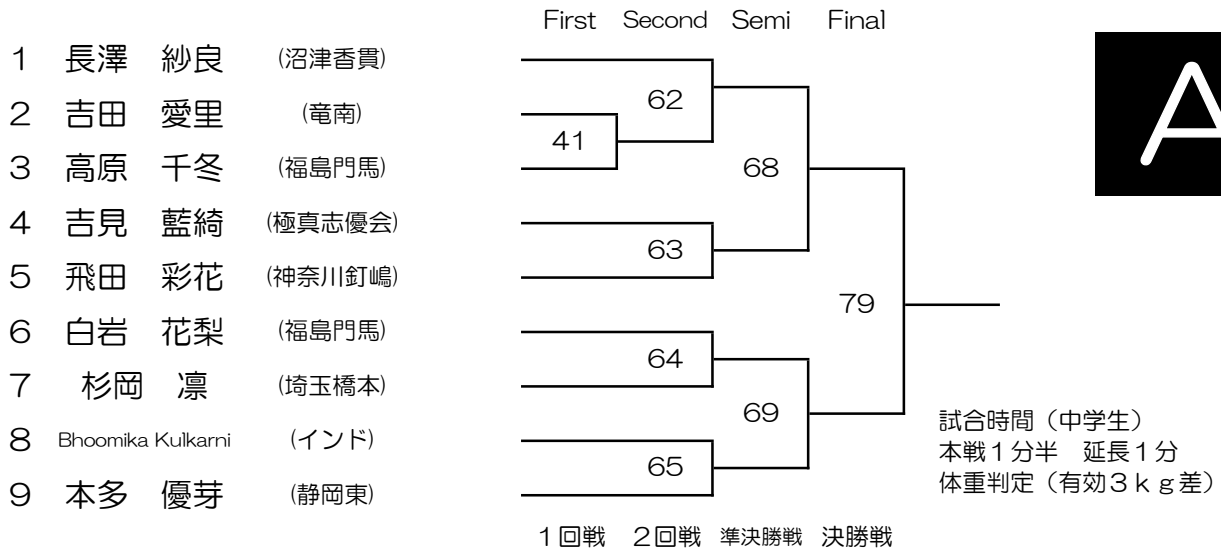 First Second Semi Final
A
1 長澤 紗良 (沼津香貫)
2 吉田 愛里 (竜南)
3 高原 千冬 (福島門馬)
4 吉見 藍綺 (極真志優会)
5 飛田 彩花 (神奈川釘嶋)
6 白岩 花梨 (福島門馬)
7 杉岡 凛 (埼玉橋本)
8 Bhoomika Kulkarni (インド)
9 本多 優芽 (静岡東)
41
62
63
64
65
68
69
79
試合時間（中学生）
本戦１分半 延長１分
体重判定（有効３ｋｇ差）
１回戦 ２回戦 準決勝戦 決勝戦